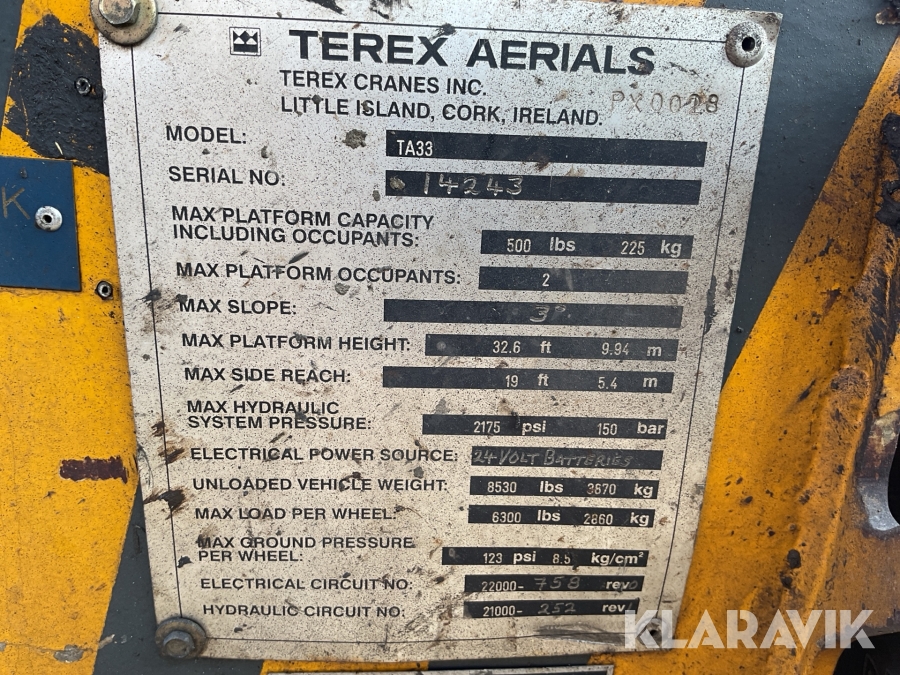 TEREX AERIALS
TEREX CRANES INC.
LITTLE ISLAND, CORK, IRELAND. PX0028
MODEL: TA33
SERIAL NO: 14243
MAX PLATFORM CAPACITY
INCLUDING OCCUPANTS: 500 lbs 225 kg
MAX PLATFORM OCCUPANTS: 2
MAX SLOPE: 3°
MAX PLATFORM HEIGHT: 32.6 ft 9.94 m
MAX SIDE REACH: 19 ft 5.4 m
MAX HYDRAULIC
SYSTEM PRESSURE: 2175 psi 150 bar
ELECTRICAL POWER SOURCE: 24-VOLT BATTERIES
UNLOADED VEHICLE WEIGHT: 8530 lbs 3870 kg
MAX LOAD PER WHEEL: 6300 lbs 2860 kg
MAX GROUND PRESSURE
PER WHEEL: 123 psi 8.5 kg/cm²
ELECTRICAL CIRCUIT NO: 22000-758 rev0
HYDRAULIC CIRCUIT NO: 21000-252 rev
K
KLARAVIK